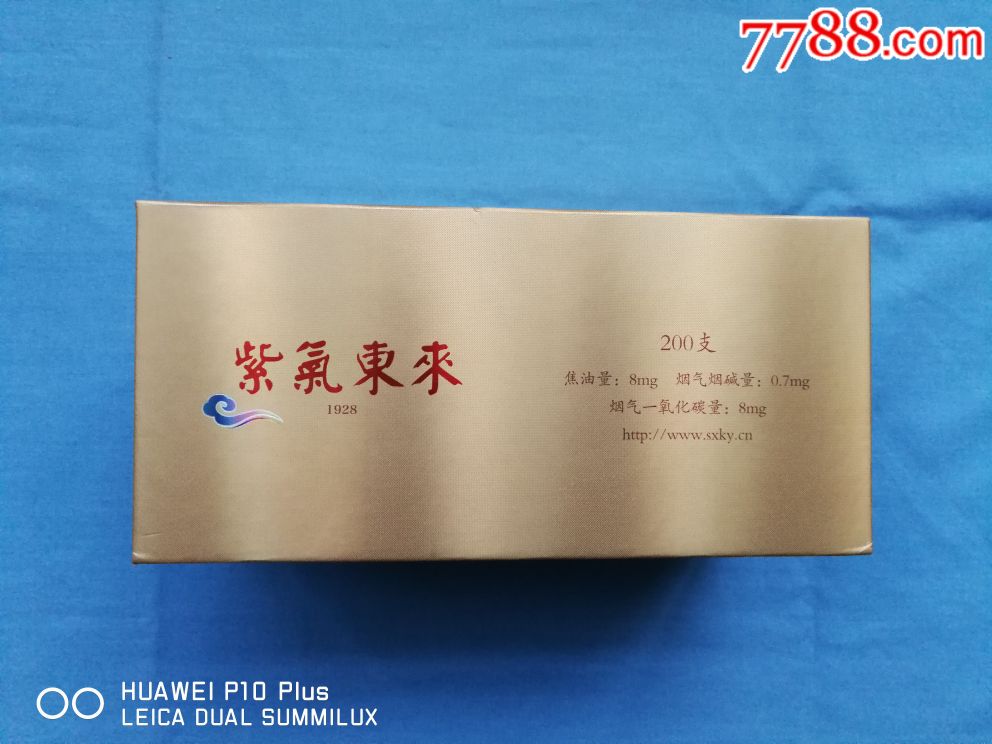 7788.com
紫氣東來
1928
200支
焦油量：8mg 烟气烟碱量：0.7mg
烟气一氧化碳量：8mg
http://www.sxky.cn
HUAWEI P10 Plus
LEICA DUAL SUMMILUX